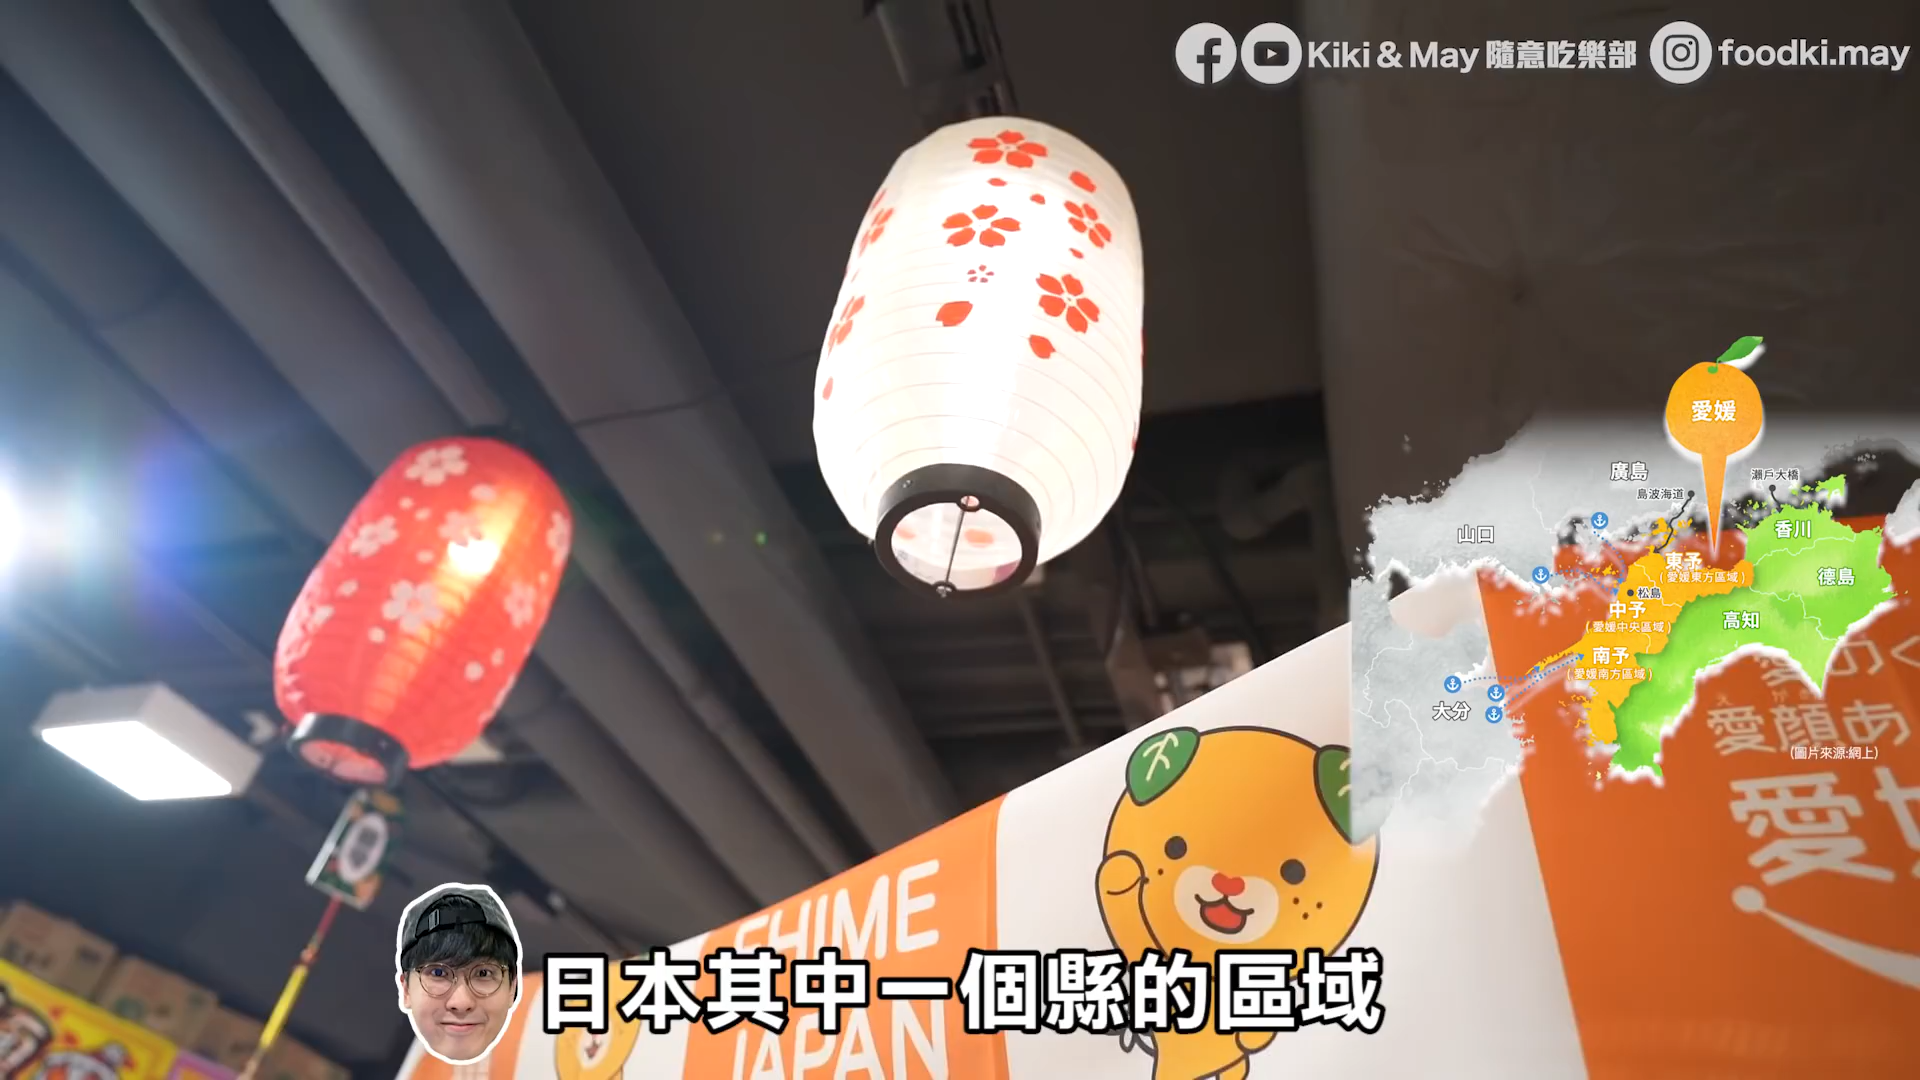 Kiki & May 隨意吃樂部 foodki.may
愛媛
廣島
瀨戶大橋
島波海道
山口
香川
東予
(愛媛東方區域)
德島
松島
中予
(愛媛中央區域)
高知
南予
(愛媛南方區域)
大分
愛顔あ
(圖片來源:網上)
愛
EHIME
JAPAN
日本其中一個縣的區域